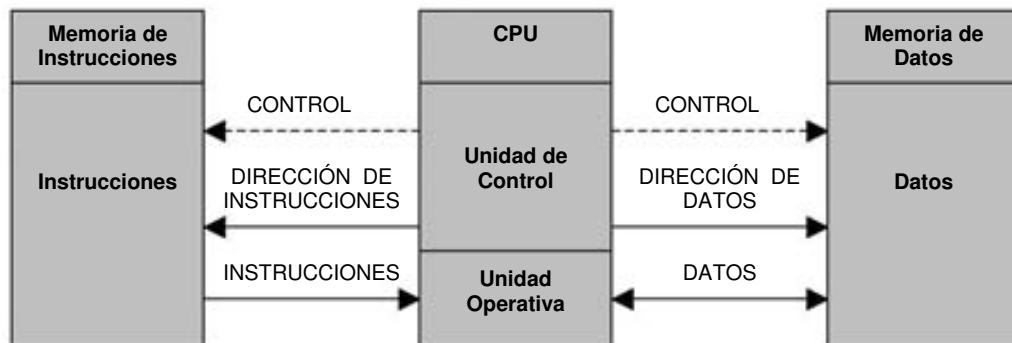 Memoria de
Instrucciones
CPU
Memoria de
Datos
CONTROL
CONTROL
Instrucciones
DIRECCIÓN DE
INSTRUCCIONES
Unidad de
Control
DIRECCIÓN DE
DATOS
Datos
INSTRUCCIONES
Unidad
Operativa
DATOS